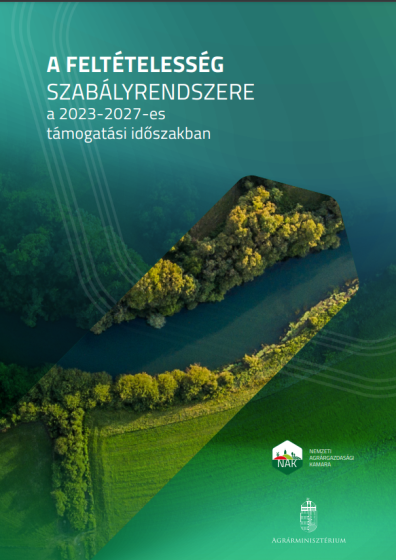 A FELTÉTELESSÉG
SZABÁLYRENDSZERE
a 2023-2027-es
támogatási időszakban
NAK
NEMZETI
AGRÁRGAZDASÁGI
KAMARA
AGRÁRMINISZTÉRIUM